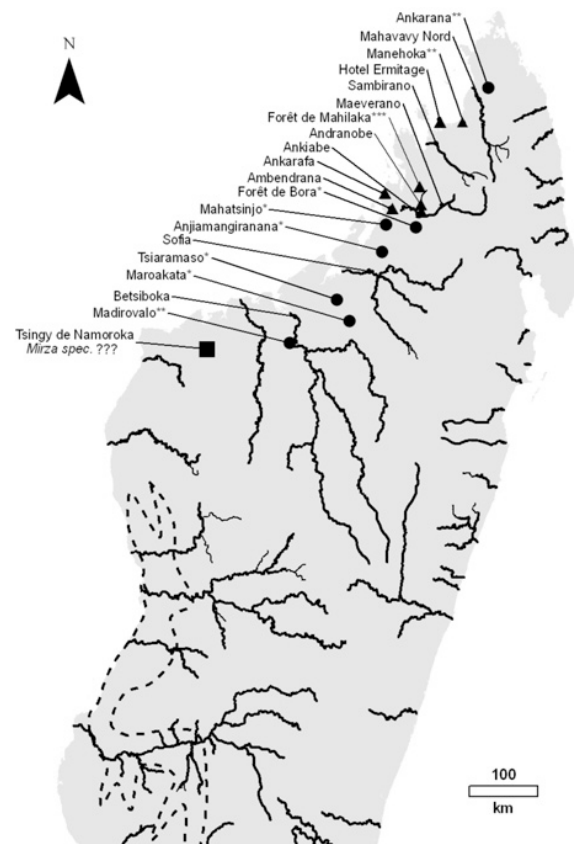 Ankarana**
N
Mahavavy Nord
Manehoka**
Hotel Ermitage
Sambirano
Maeverano
Forêt de Mahilaka***
Andranobe
Ankiabe
Ankarafa
Ambendrana
Forêt de Bora*
Mahatsinjo*
Anjiamangiranana*
Sofia
Tsiaramaso*
Maroakata*
Betsiboka
Madirovalo**
Tsingy de Namoroka
Mirza spec. ???
100
km